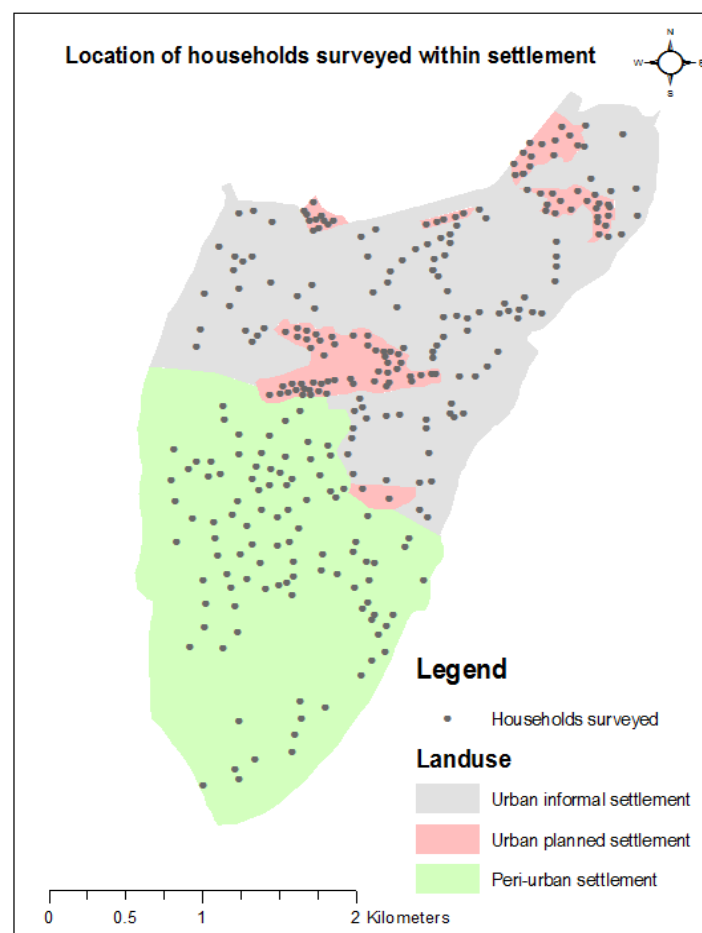 Location of households surveyed within settlement
N
W E
S
Legend
Households surveyed
Landuse
Urban informal settlement
Urban planned settlement
Peri-urban settlement
0 0.5 1 2 Kilometers